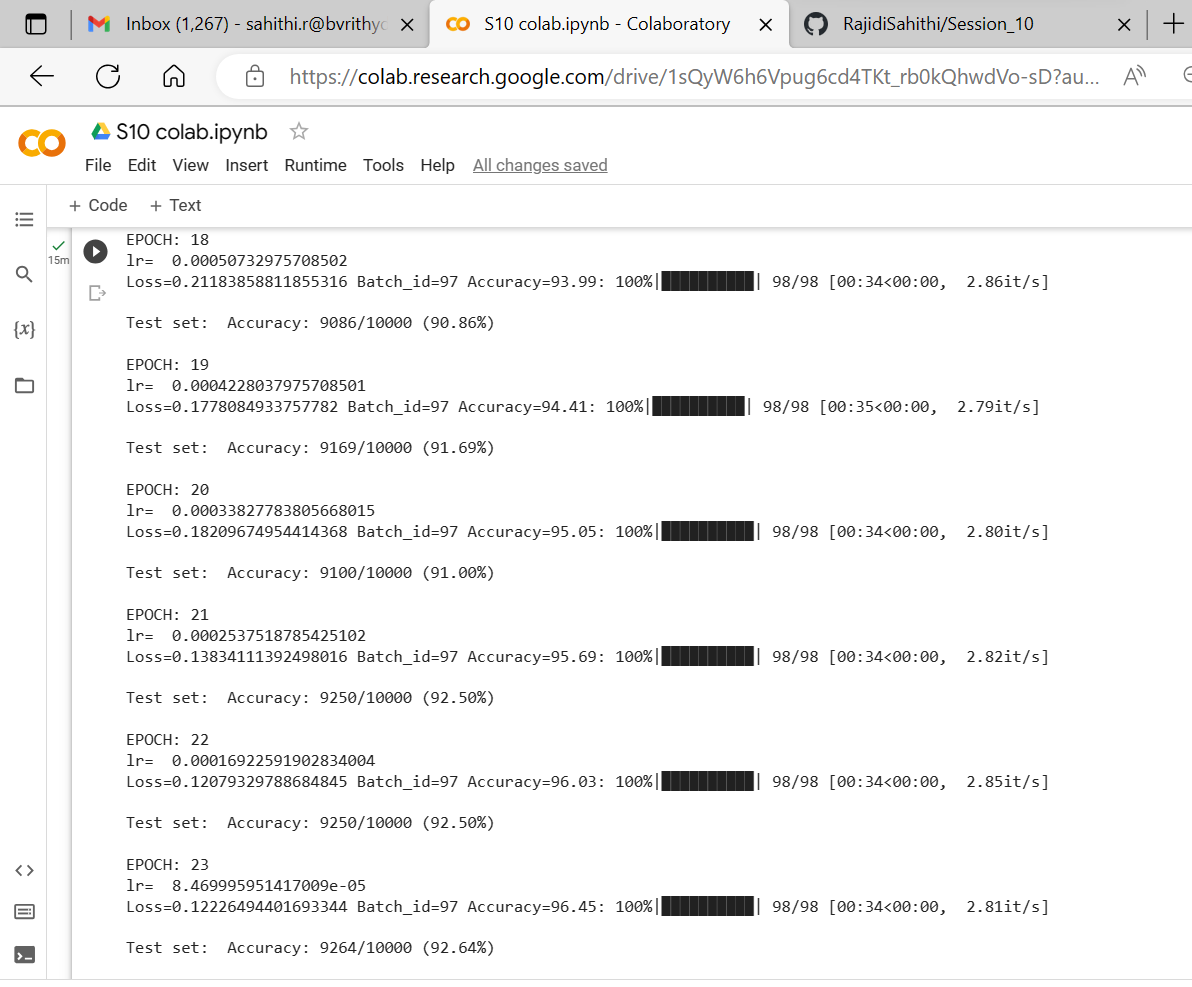 Inbox (1,267) - sahithi.r@bvrithyc
S10 colab.ipynb - Colaboratory
RajidiSahithi/Session_10
https://colab.research.google.com/drive/1sQyW6h6Vpug6cd4TKt_rb0kQhwdVo-sD?au...
S10 colab.ipynb
File Edit View Insert Runtime Tools Help All changes saved
+ Code + Text
15m
{x}
EPOCH: 18
lr=  0.00050732975708502
Loss=0.21183858811855316 Batch_id=97 Accuracy=93.99: 100%|██████████| 98/98 [00:34<00:00,  2.86it/s]
Test set:  Accuracy: 9086/10000 (90.86%)
EPOCH: 19
lr=  0.0004228037975708501
Loss=0.1778084933757782 Batch_id=97 Accuracy=94.41: 100%|██████████| 98/98 [00:35<00:00,  2.79it/s]
Test set:  Accuracy: 9169/10000 (91.69%)
EPOCH: 20
lr=  0.00033827783805668015
Loss=0.18209674954414368 Batch_id=97 Accuracy=95.05: 100%|██████████| 98/98 [00:34<00:00,  2.80it/s]
Test set:  Accuracy: 9100/10000 (91.00%)
EPOCH: 21
lr=  0.0002537518785425102
Loss=0.13834111392498016 Batch_id=97 Accuracy=95.69: 100%|██████████| 98/98 [00:34<00:00,  2.82it/s]
Test set:  Accuracy: 9250/10000 (92.50%)
EPOCH: 22
lr=  0.00016922591902834004
Loss=0.12079329788684845 Batch_id=97 Accuracy=96.03: 100%|██████████| 98/98 [00:34<00:00,  2.85it/s]
Test set:  Accuracy: 9250/10000 (92.50%)
EPOCH: 23
lr=  8.469995951417009e-05
Loss=0.12226494401693344 Batch_id=97 Accuracy=96.45: 100%|██████████| 98/98 [00:34<00:00,  2.81it/s]
Test set:  Accuracy: 9264/10000 (92.64%)